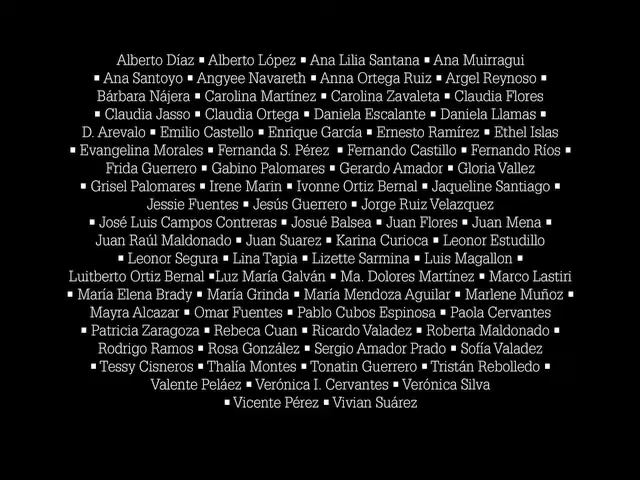 Alberto Díaz ▪ Alberto López ▪ Ana Lilia Santana ▪ Ana Muirragui
▪ Ana Santoyo ▪ Angyee Navareth ▪ Anna Ortega Ruiz ▪ Argel Reynoso ▪
Bárbara Nájera ▪ Carolina Martínez ▪ Carolina Zavaleta ▪ Claudia Flores
▪ Claudia Jasso ▪ Claudia Ortega ▪ Daniela Escalante ▪ Daniela Llamas ▪
D. Arevalo ▪ Emilio Castello ▪ Enrique García ▪ Ernesto Ramírez ▪ Ethel Islas
▪ Evangelina Morales ▪ Fernanda S. Pérez ▪ Fernando Castillo ▪ Fernando Ríos ▪
Frida Guerrero ▪ Gabino Palomares ▪ Gerardo Amador ▪ Gloria Vallez
▪ Grisel Palomares ▪ Irene Marin ▪ Ivonne Ortiz Bernal ▪ Jaqueline Santiago ▪
Jessie Fuentes ▪ Jesús Guerrero ▪ Jorge Ruiz Velazquez
▪ José Luis Campos Contreras ▪ Josué Balsea ▪ Juan Flores ▪ Juan Mena ▪
Juan Raúl Maldonado ▪ Juan Suarez ▪ Karina Curioca ▪ Leonor Estudillo
▪ Leonor Segura ▪ Lina Tapia ▪ Lizette Sarmina ▪ Luis Magallon ▪
Luitberto Ortiz Bernal ▪Luz María Galván ▪ Ma. Dolores Martínez ▪ Marco Lastiri
▪ María Elena Brady ▪ María Grinda ▪ María Mendoza Aguilar ▪ Marlene Muñoz ▪
Mayra Alcazar ▪ Omar Fuentes ▪ Pablo Cubos Espinosa ▪ Paola Cervantes
▪ Patricia Zaragoza ▪ Rebeca Cuan ▪ Ricardo Valadez ▪ Roberta Maldonado ▪
Rodrigo Ramos ▪ Rosa González ▪ Sergio Amador Prado ▪ Sofía Valadez
▪ Tessy Cisneros ▪ Thalía Montes ▪ Tonatin Guerrero ▪ Tristán Rebolledo ▪
Valente Peláez ▪ Verónica I. Cervantes ▪ Verónica Silva
▪ Vicente Pérez ▪ Vivian Suárez